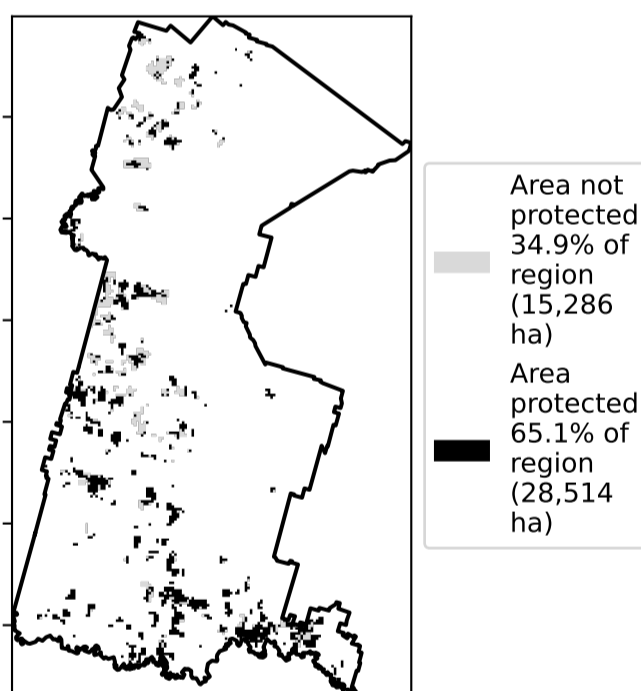 Area not
protected
34.9% of
region
(15,286
ha)
Area
protected
65.1% of
region
(28,514
ha)